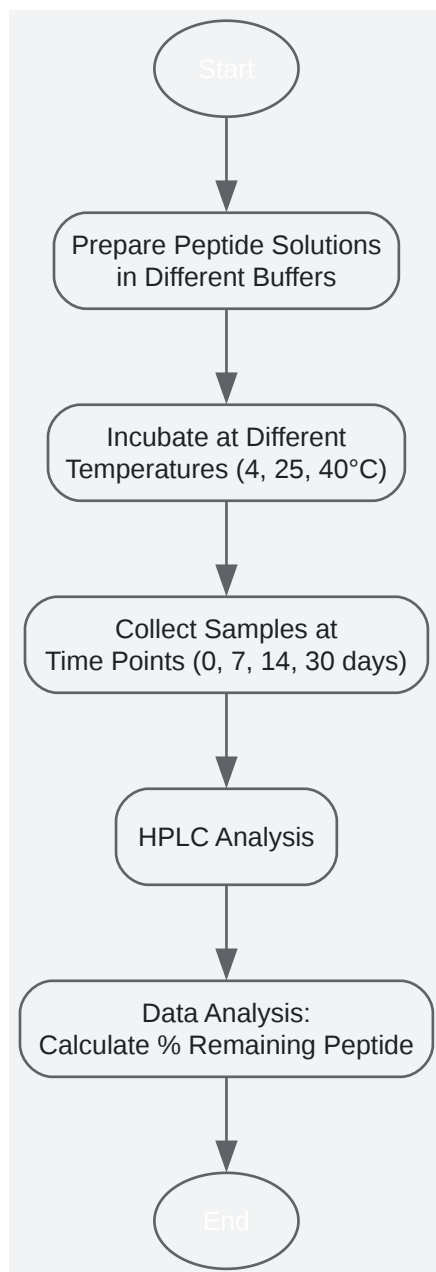 Start
Prepare Peptide Solutions
in Different Buffers
Incubate at Different
Temperatures (4, 25, 40°C)
Collect Samples at
Time Points (0, 7, 14, 30 days)
HPLC Analysis
Data Analysis:
Calculate % Remaining Peptide
End